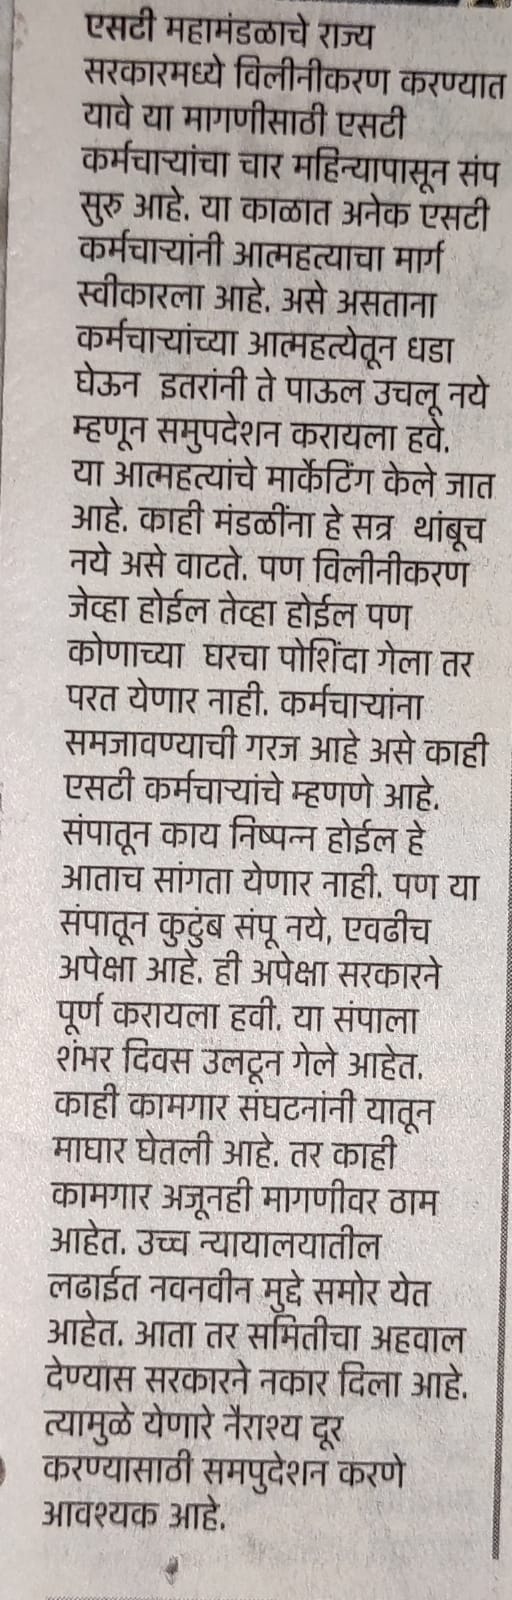 एसटी महामंडळाचे राज्य
सरकारमध्ये विलीनीकरण करण्यात
यावे या मागणीसाठी एसटी
कर्मचाऱ्यांचा चार महिन्यापासून संप
सुरु आहे. या काळात अनेक एसटी
कर्मचाऱ्यांनी आत्महत्याचा मार्ग
स्वीकारला आहे. असे असताना
कर्मचाऱ्यांच्या आत्महत्येतून धडा
घेऊन इतरांनी ते पाऊल उचलू नये
म्हणून समुपदेशन करायला हवे.
या आत्महत्यांचे मार्केटिंग केले जात
आहे. काही मंडळींना हे सत्र थांबूच
नये असे वाटते. पण विलीनीकरण
जेव्हा होईल तेव्हा होईल पण
कोणाच्या घरचा पोशिंदा गेला तर
परत येणार नाही. कर्मचाऱ्यांना
समजावण्याची गरज आहे असे काही
एसटी कर्मचाऱ्यांचे म्हणणे आहे.
संपातून काय निष्पन्न होईल हे
आताच सांगता येणार नाही. पण या
संपातून कुटुंब संपू नये, एवढीच
अपेक्षा आहे. ही अपेक्षा सरकारने
पूर्ण करायला हवी. या संपाला
शंभर दिवस उलटून गेले आहेत.
काही कामगार संघटनांनी यातून
माघार घेतली आहे. तर काही
कामगार अजूनही मागणीवर ठाम
आहेत. उच्च न्यायालयातील
लढाईत नवनवीन मुद्दे समोर येत
आहेत. आता तर समितीचा अहवाल
देण्यास सरकारने नकार दिला आहे.
त्यामुळे येणारे नैराश्य दूर
करण्यासाठी समपुदेशन करणे
आवश्यक आहे.